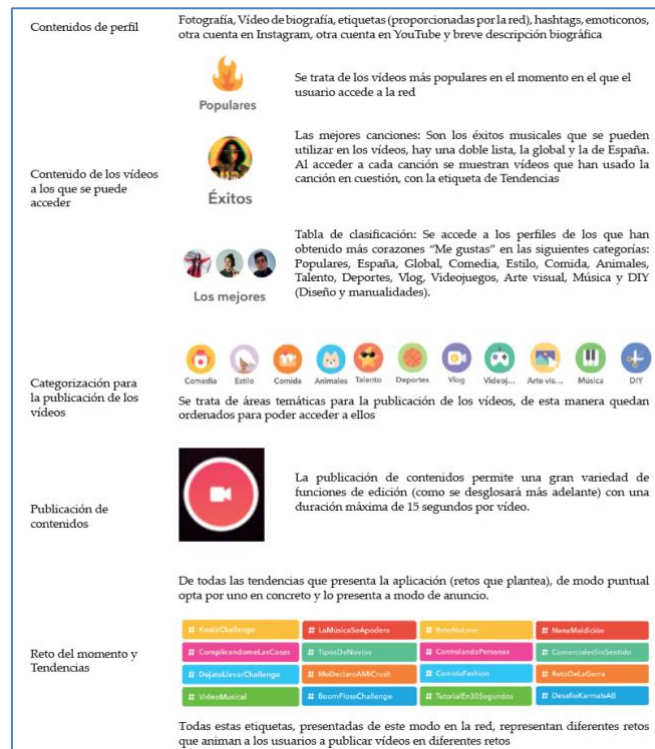 Contenidos de perfil
Fotografía, Vídeo de biografía, etiquetas (proporcionadas por la red), hashtags, emoticonos,
otra cuenta en Instagram, otra cuenta en YouTube y breve descripción biográfica
Populares
Se trata de los vídeos más populares en el momento en el que el
usuario accede a la red
Contenido de los vídeos
a los que se puede
acceder
Éxitos
Las mejores canciones: Son los éxitos musicales que se pueden
utilizar en los vídeos, hay una doble lista, la global y la de España.
Al acceder a cada canción se muestran vídeos que han usado la
canción en cuestión, con la etiqueta de Tendencias
Los mejores
Tabla de clasificación: Se accede a los perfiles de los que han
obtenido más corazones “Me gustas” en las siguientes categorías:
Populares, España, Global, Comedia, Estilo, Comida, Animales,
Talento, Deportes, Vlog, Videojuegos, Arte visual, Música y DIY
(Diseño y manualidades).
Categorización para
la publicación de los
vídeos
Comedia Estilo Comida Animales Talento Deportes Vlog Videoj... Arte vis... Música DIY
Se trata de áreas temáticas para la publicación de los vídeos, de esta manera quedan
ordenados para poder acceder a ellos
Publicación de
contenidos
La publicación de contenidos permite una gran variedad de
funciones de edición (como se desglosará más adelante) con una
duración máxima de 15 segundos por vídeo.
Reto del momento y
Tendencias
De todas las tendencias que presenta la aplicación (retos que plantea), de modo puntual
opta por uno en concreto y lo presenta a modo de anuncio.
# # LaMúsicaSeApodera # RetoNaLove # NenaMaldición
# ComplicandomeLasCosas # TiposDeNovios # ControlandoPersonas # ComercialesSinSentido
# DejateLlevarChallenge # MeDeclaroAMiCrush # ComidaFashion # RetoDeLaGorra
# VideoMusical # BoomFlossChallenge # TutorialEn30Segundos # DesafioKarmaIsAB
Todas estas etiquetas, presentadas de este modo en la red, representan diferentes retos
que animan a los usuarios a publicar vídeos en diferentes retos